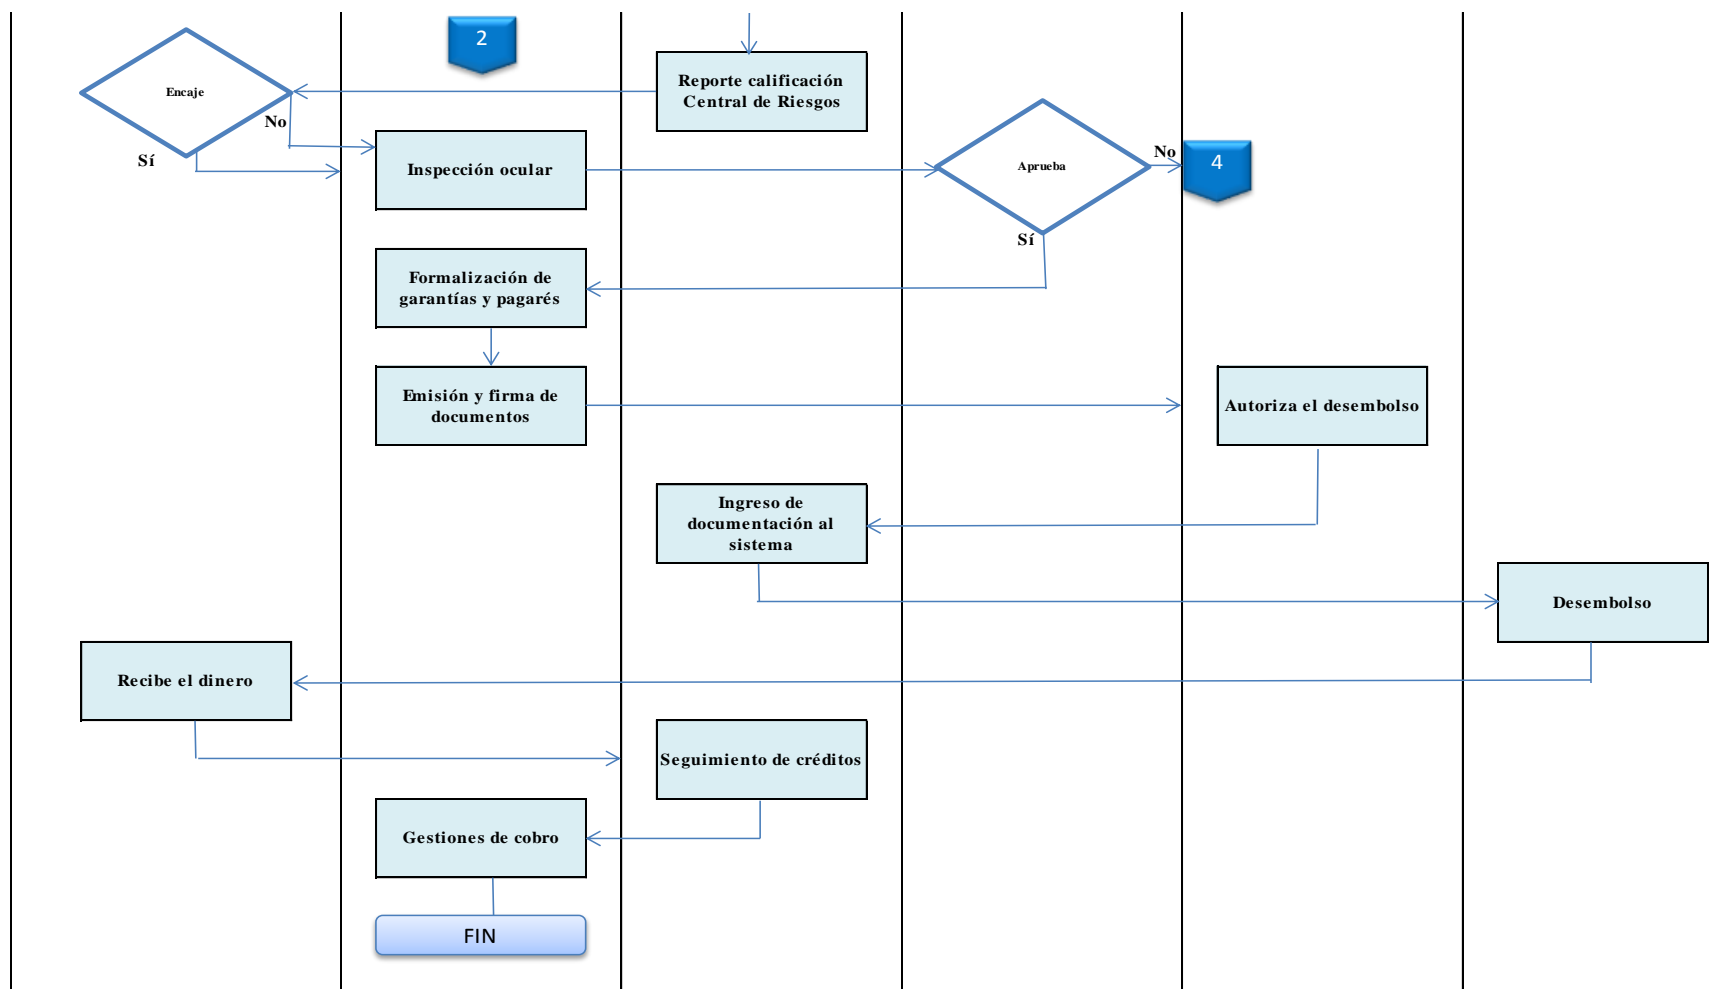 2
Reporte calificación
Central de Riesgos
Encaje
No
Sí
Inspección ocular
Aprueba
No
4
Sí
Formalización de
garantías y pagarés
Emisión y firma de
documentos
Autoriza el desembolso
Ingreso de
documentación al
sistema
Desembolso
Recibe el dinero
Seguimiento de créditos
Gestiones de cobro
FIN